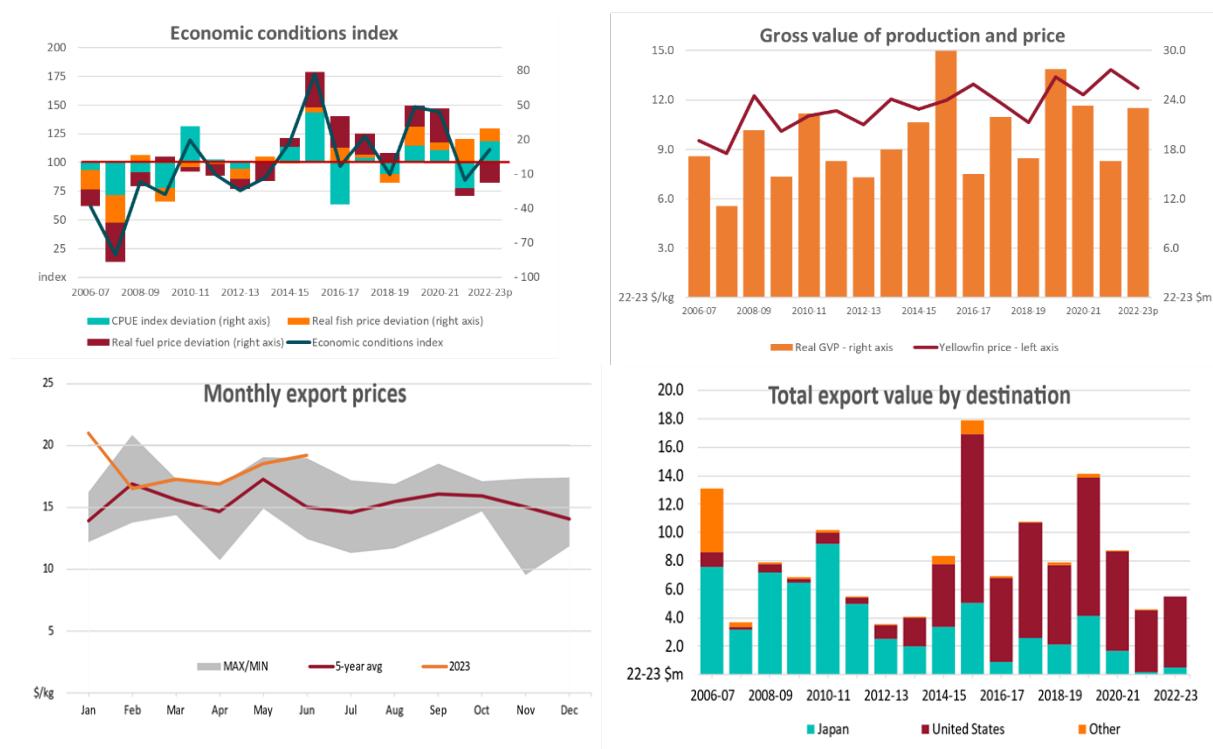 Economic conditions index
200
175
150
125
100
75
50
25
index
80
50
20
- 10
- 40
- 70
- 100
2006-07 2008-09 2010-11 2012-13 2014-15 2016-17 2018-19 2020-21 2022-23p
CPUE index deviation (right axis) Real fish price deviation (right axis)
Real fuel price deviation (right axis) Economic conditions index
Gross value of production and price
15.0
12.0
9.0
6.0
3.0
22-23 $/kg
30.0
24.0
18.0
12.0
6.0
22-23 $m
2006-07 2008-09 2010-11 2012-13 2014-15 2016-17 2018-19 2020-21 2022-23p
Real GVP - right axis Yellowfin price - left axis
Monthly export prices
25
20
15
10
5
$/kg
MAX/MIN 5-year avg 2023
Jan Feb Mar Apr May Jun Jul Aug Sep Oct Nov Dec
Total export value by destination
20.0
18.0
16.0
14.0
12.0
10.0
8.0
6.0
4.0
2.0
22-23 $m
2006-07 2008-09 2010-11 2012-13 2014-15 2016-17 2018-19 2020-21 2022-23
Japan United States Other